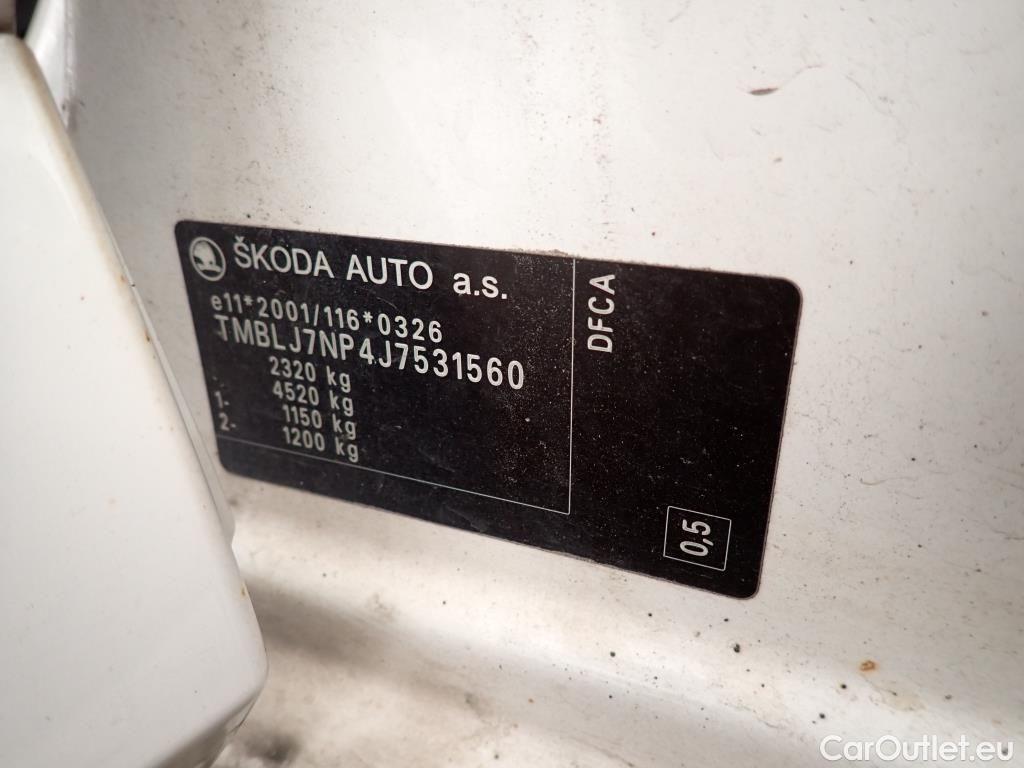 ŠKODA AUTO a.s.
e11*2001/116*0326
TMBLJ7NP4J7531560
2320 kg
4520 kg
1- 1150 kg
2- 1200 kg
DFCA
0,5
CarOutlet.eu